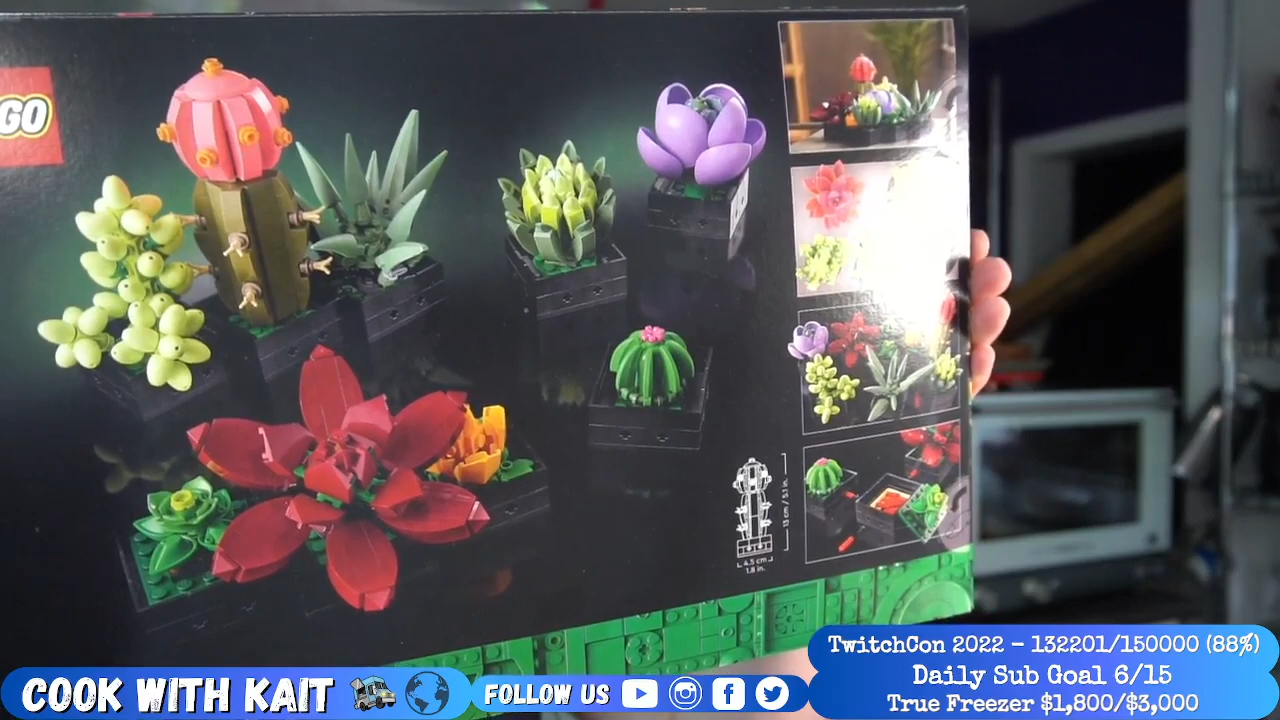 GO
13 cm / 5.1 in.
4.5 cm
1.8 in.
COOK WITH KAIT
FOLLOW US
TwitchCon 2022 - 132201/150000 (88%)
Daily Sub Goal 6/15
True Freezer $1,800/$3,000